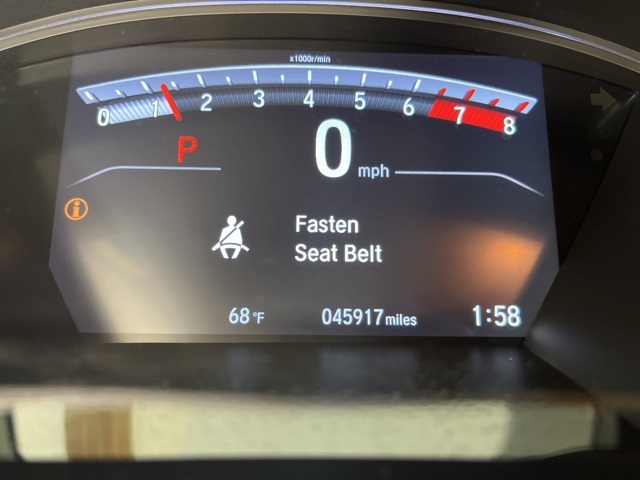 x1000r/min
0 1 2 3 4 5 6 7 8
P
0 mph
i
Fasten
Seat Belt
68 °F 045917 miles 1:58